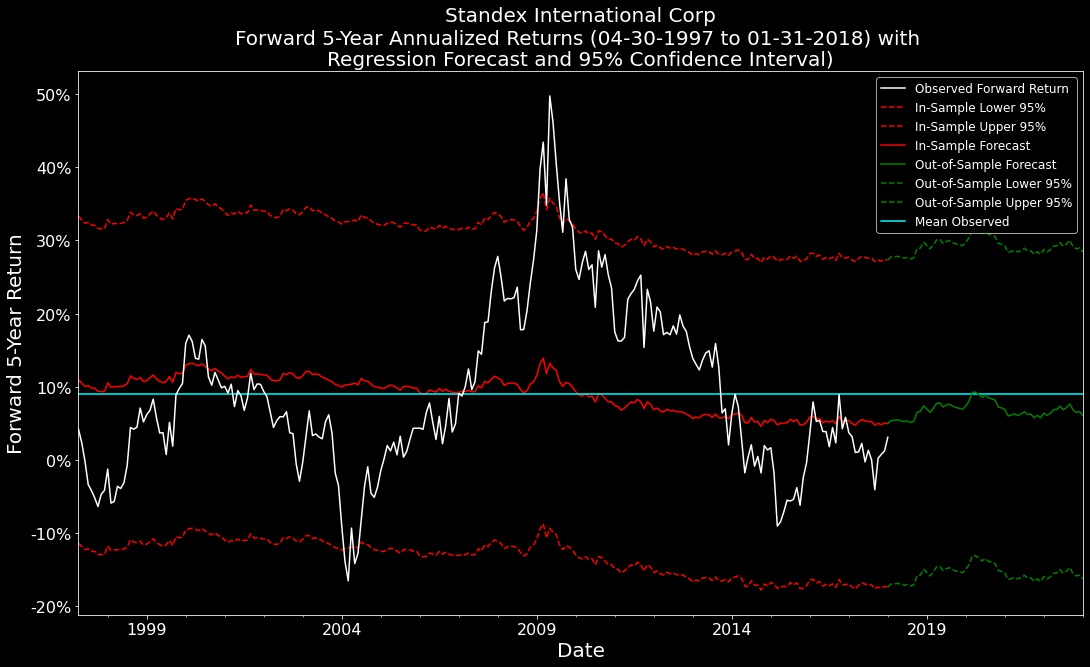 Standex International Corp
Forward 5-Year Annualized Returns (04-30-1997 to 01-31-2018) with
Regression Forecast and 95% Confidence Interval)
Observed Forward Return
In-Sample Lower 95%
In-Sample Upper 95%
In-Sample Forecast
Out-of-Sample Forecast
Out-of-Sample Lower 95%
Out-of-Sample Upper 95%
Mean Observed
Forward 5-Year Return
50%
40%
30%
20%
10%
0%
-10%
-20%
1999
2004
2009
2014
2019
Date